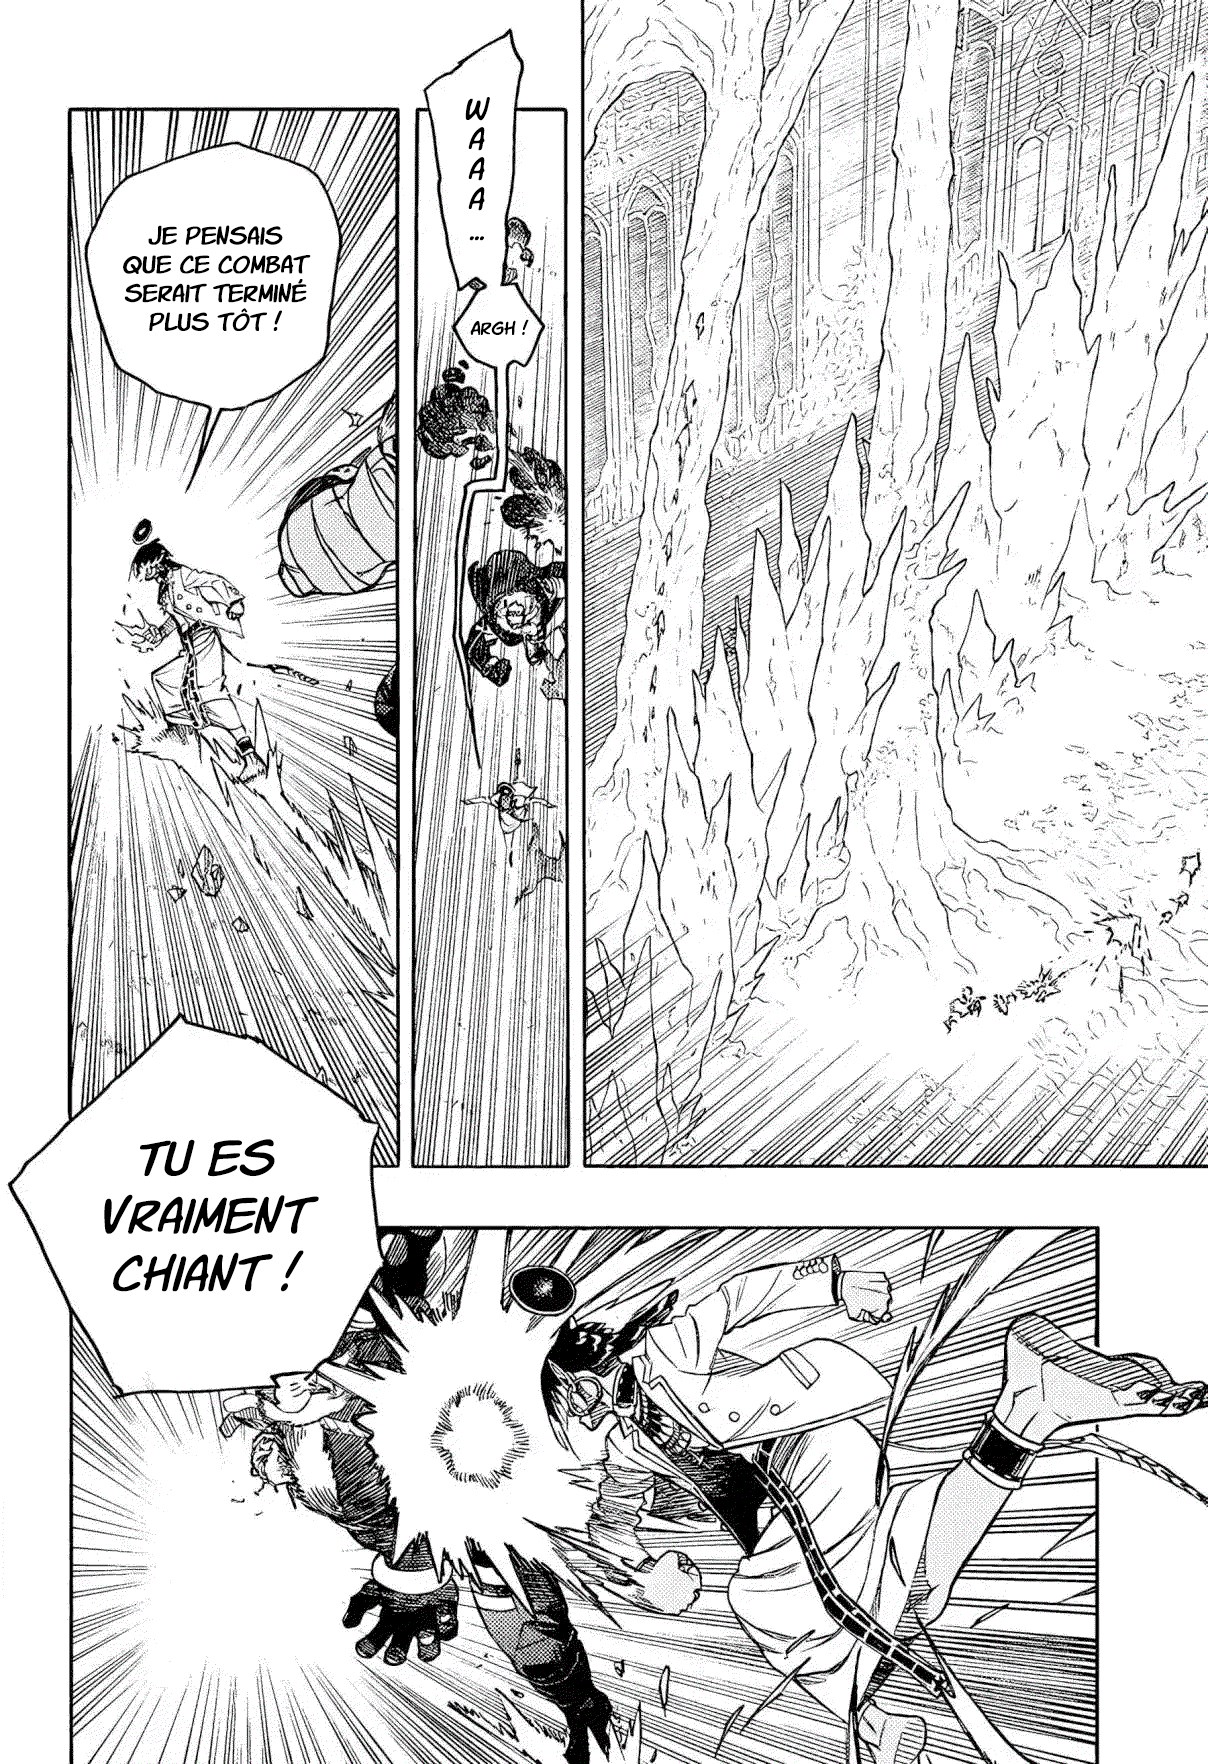 W
A
A
A
...
ARGH !
JE PENSAIS
QUE CE COMBAT
SERAIT TERMINÉ
PLUS TÔT !
TU ES
VRAIMENT
CHIANT !